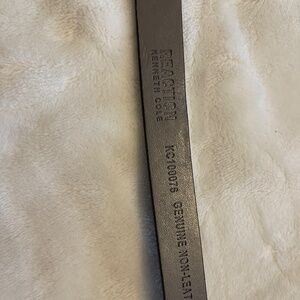 REACTION
KENNETH COLE
KC100076 GENUINE NON-LEAT